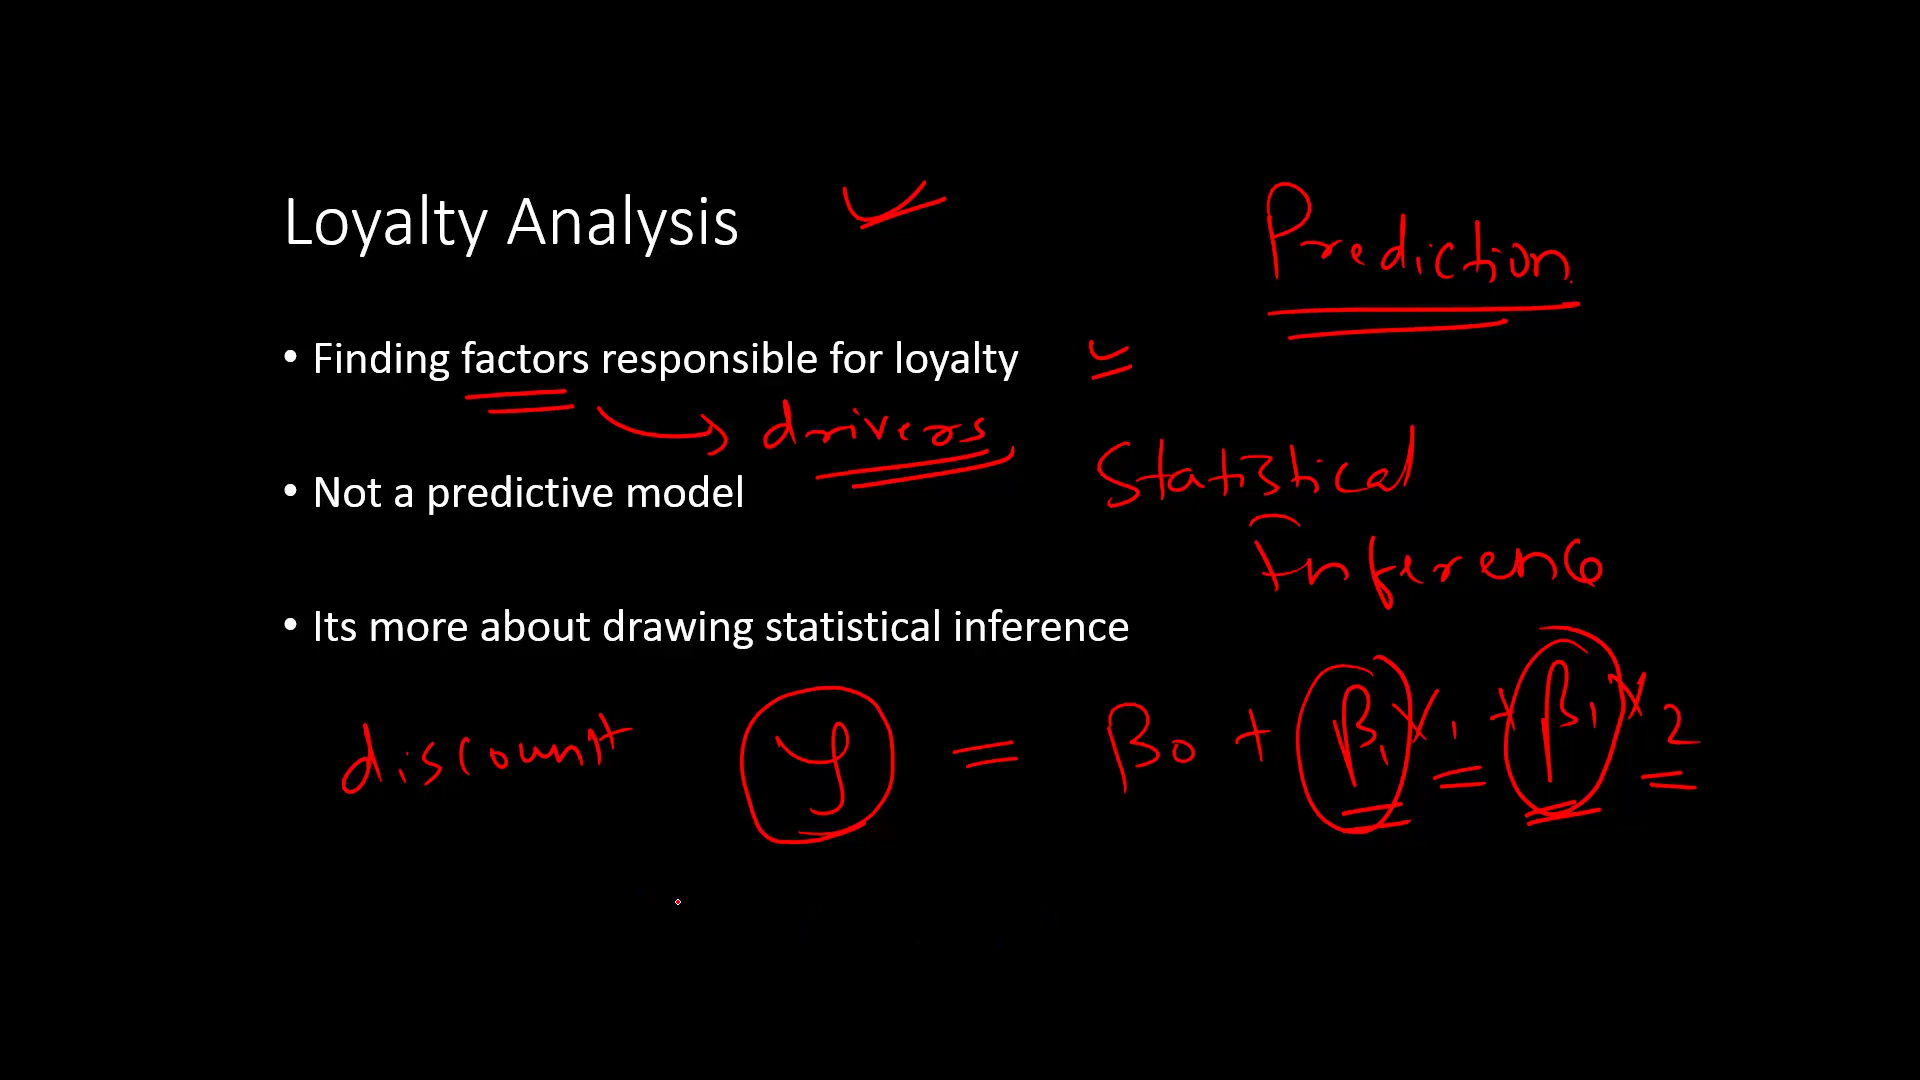 Loyalty Analysis
Prediction
• Finding factors responsible for loyalty
drivers
• Not a predictive model
Statistical
Inference
• Its more about drawing statistical inference
discount y = β0 + β1x1 + β1x2